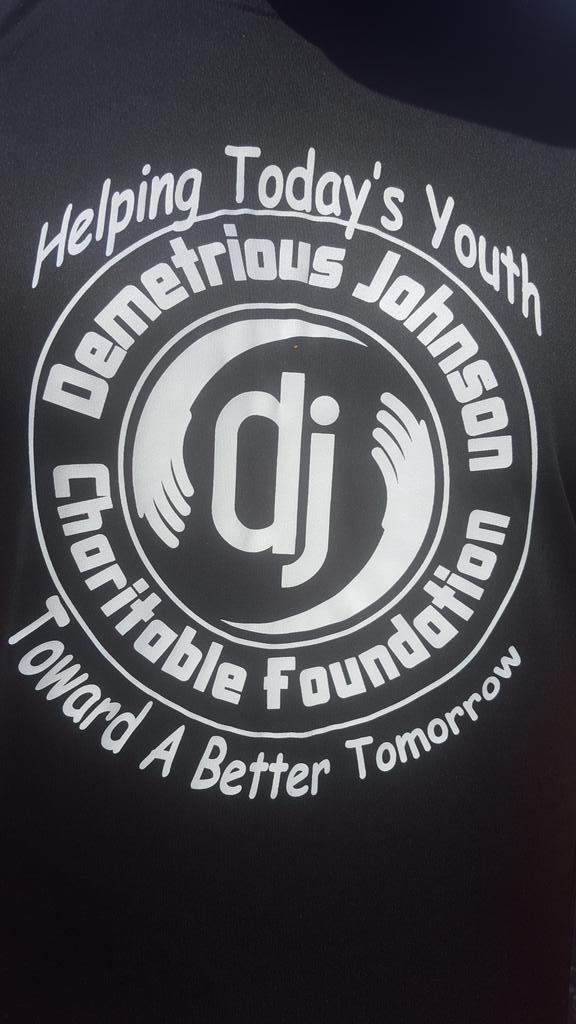 Helping Today's Youth
Demetrious Johnson
dj
Charitable Foundation
Toward A Better Tomorrow